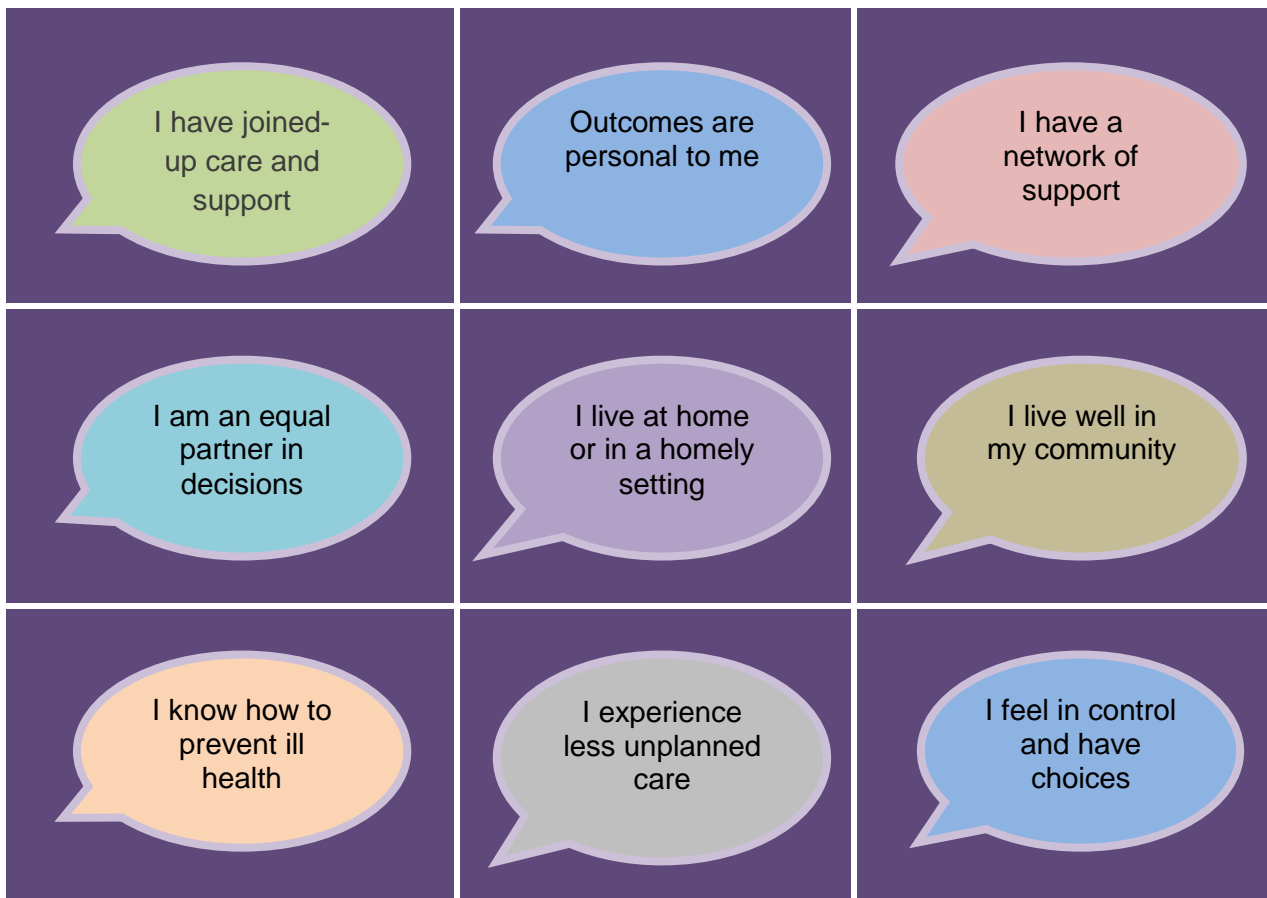 I have joined-
up care and
support
Outcomes are
personal to me
I have a
network of
support
I am an equal
partner in
decisions
I live at home
or in a homely
setting
I live well in
my community
I know how to
prevent ill
health
I experience
less unplanned
care
I feel in control
and have
choices